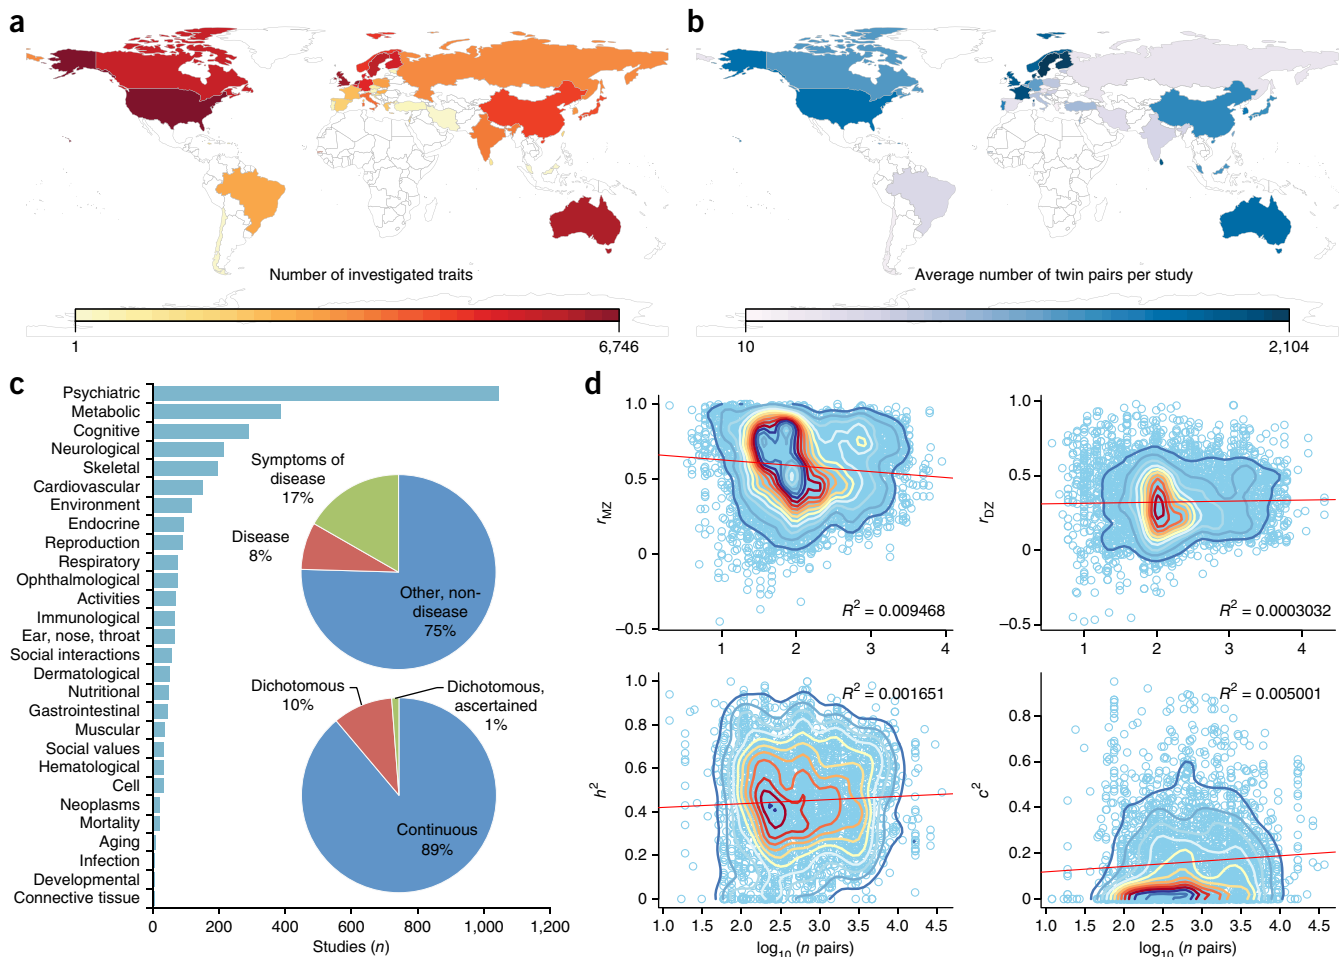 a
b
Number of investigated traits
1
6,746
Average number of twin pairs per study
10
2,104
c
Psychiatric
Metabolic
Cognitive
Neurological
Skeletal
Cardiovascular
Environment
Endocrine
Reproduction
Respiratory
Ophthalmological
Activities
Immunological
Ear, nose, throat
Social interactions
Dermatological
Nutritional
Gastrointestinal
Muscular
Social values
Hematological
Cell
Neoplasms
Mortality
Aging
Infection
Developmental
Connective tissue
0 200 400 600 800 1,000 1,200
Studies (n)
Symptoms of
disease
17%
Disease
8%
Other, non-
disease
75%
Dichotomous
10%
Dichotomous,
ascertained
1%
Continuous
89%
d
1.0
0.5
0
–0.5
r_MZ
R² = 0.009468
1 2 3 4
1.0
0.5
0
–0.5
r_DZ
R² = 0.0003032
1 2 3 4
1.0
0.8
0.6
0.4
0.2
0
h²
R² = 0.001651
1.0 1.5 2.0 2.5 3.0 3.5 4.0 4.5
log₁₀ (n pairs)
0.8
0.6
0.4
0.2
0
c²
R² = 0.005001
1.0 1.5 2.0 2.5 3.0 3.5 4.0 4.5
log₁₀ (n pairs)